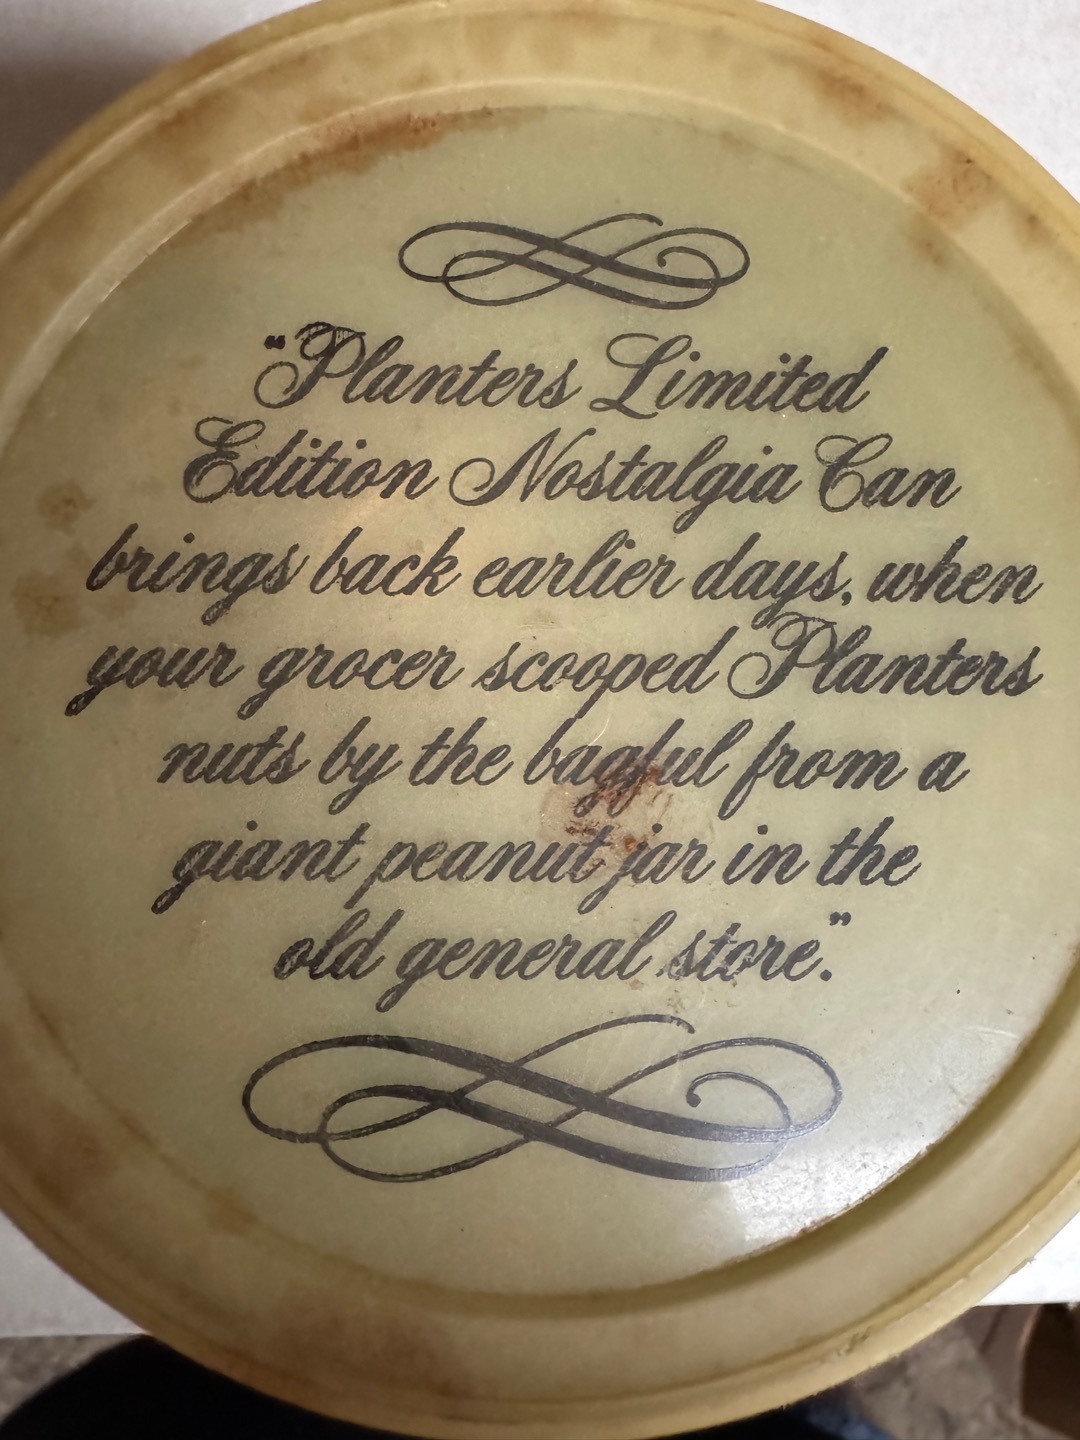 "Planters Limited
Edition Nostalgia Can
brings back earlier days, when
your grocer scooped Planters
nuts by the bagful from a
giant peanut jar in the
old general store".